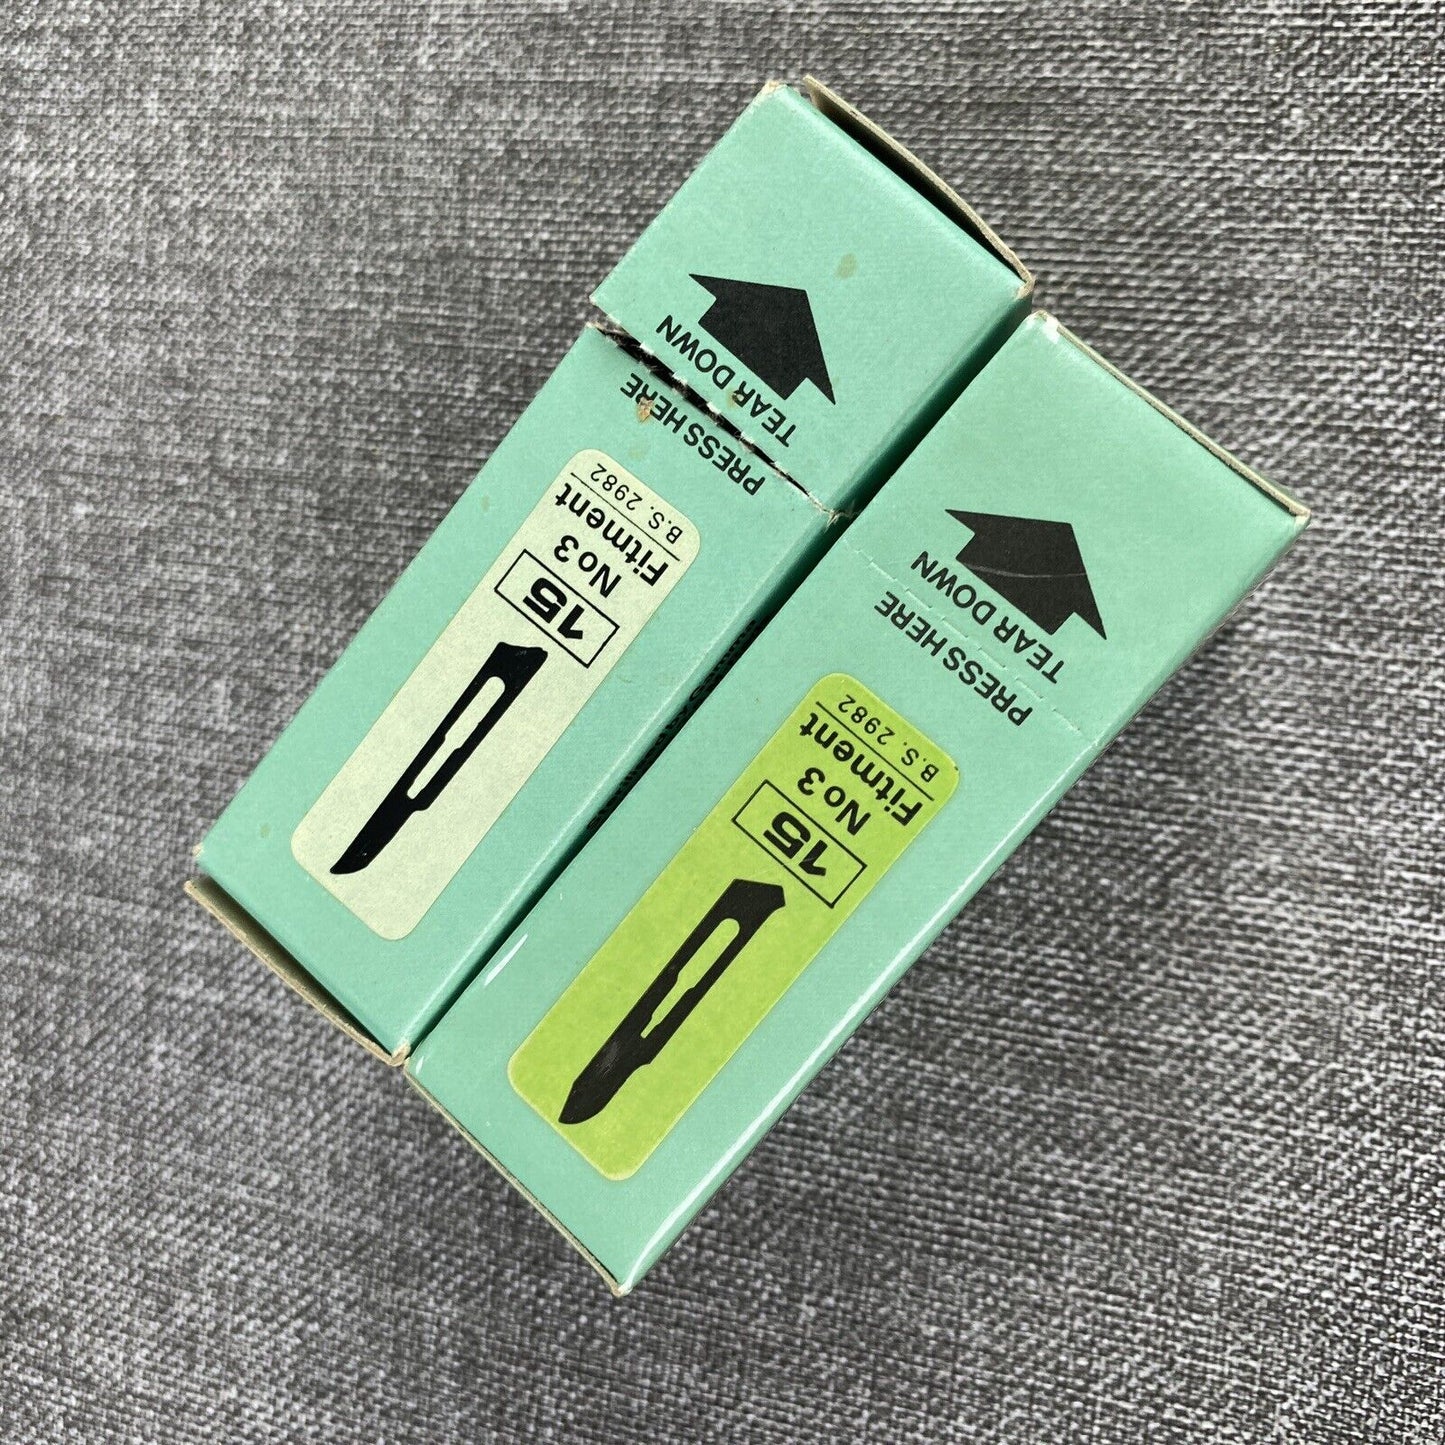 TEAR DOWN
PRESS HERE
B.S. 2982
Fitment
No 3
15
TEAR DOWN
PRESS HERE
B.S. 2982
Fitment
No 3
15